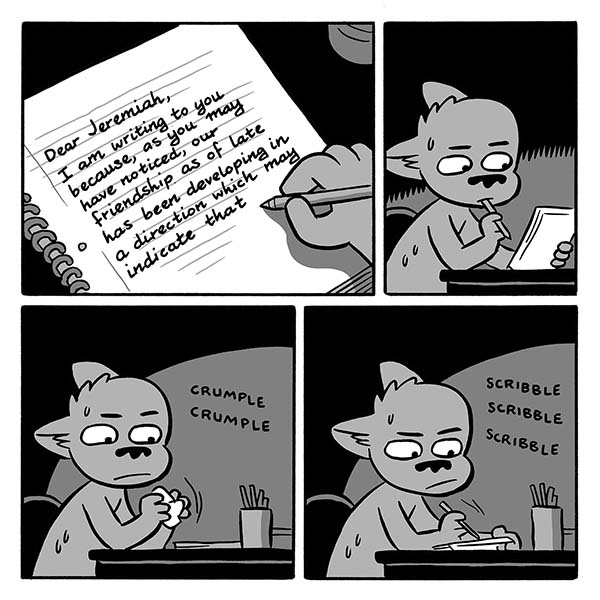 Dear Jeremiah,
I am writing to you
because, as you may
have noticed, our
friendship as of late
has been developing in
a direction which may
indicate that
CRUMPLE
CRUMPLE
SCRIBBLE
SCRIBBLE
SCRIBBLE